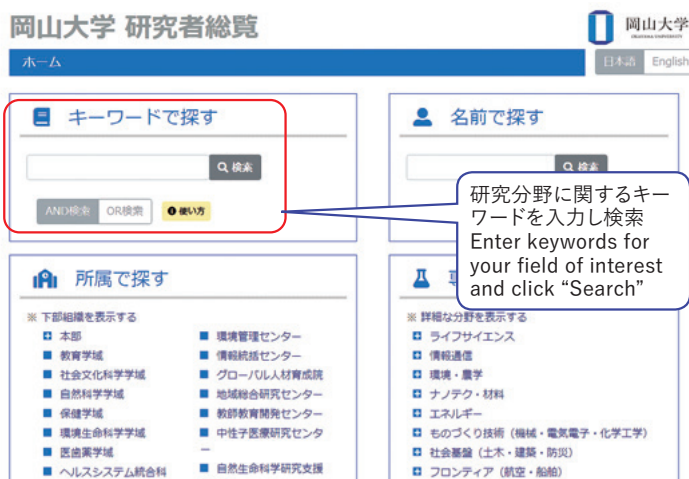 岡山大学 研究者総覧
岡山大学
OKAYAMA UNIVERSITY
ホーム
日本語 English
キーワードで探す
検索
AND検索 OR検索 使い方
名前で探す
検索
研究分野に関するキー
ワードを入力し検索
Enter keywords for
your field of interest
and click “Search”
所属で探す
※ 下部組織を表示する
本部
教育学域
社会文化科学学域
自然科学学域
保健学域
環境生命科学学域
医歯薬学域
ヘルスシステム統合科
環境管理センター
情報統括センター
グローバル人材育成院
地域総合研究センター
教師教育開発センター
中性子医療研究センタ
ー
自然生命科学研究支援
※ 詳細な分野を表示する
ライフサイエンス
情報通信
環境・農学
ナノテク・材料
エネルギー
ものづくり技術（機械・電気電子・化学工学）
社会基盤（土木・建築・防災）
フロンティア（航空・船舶）